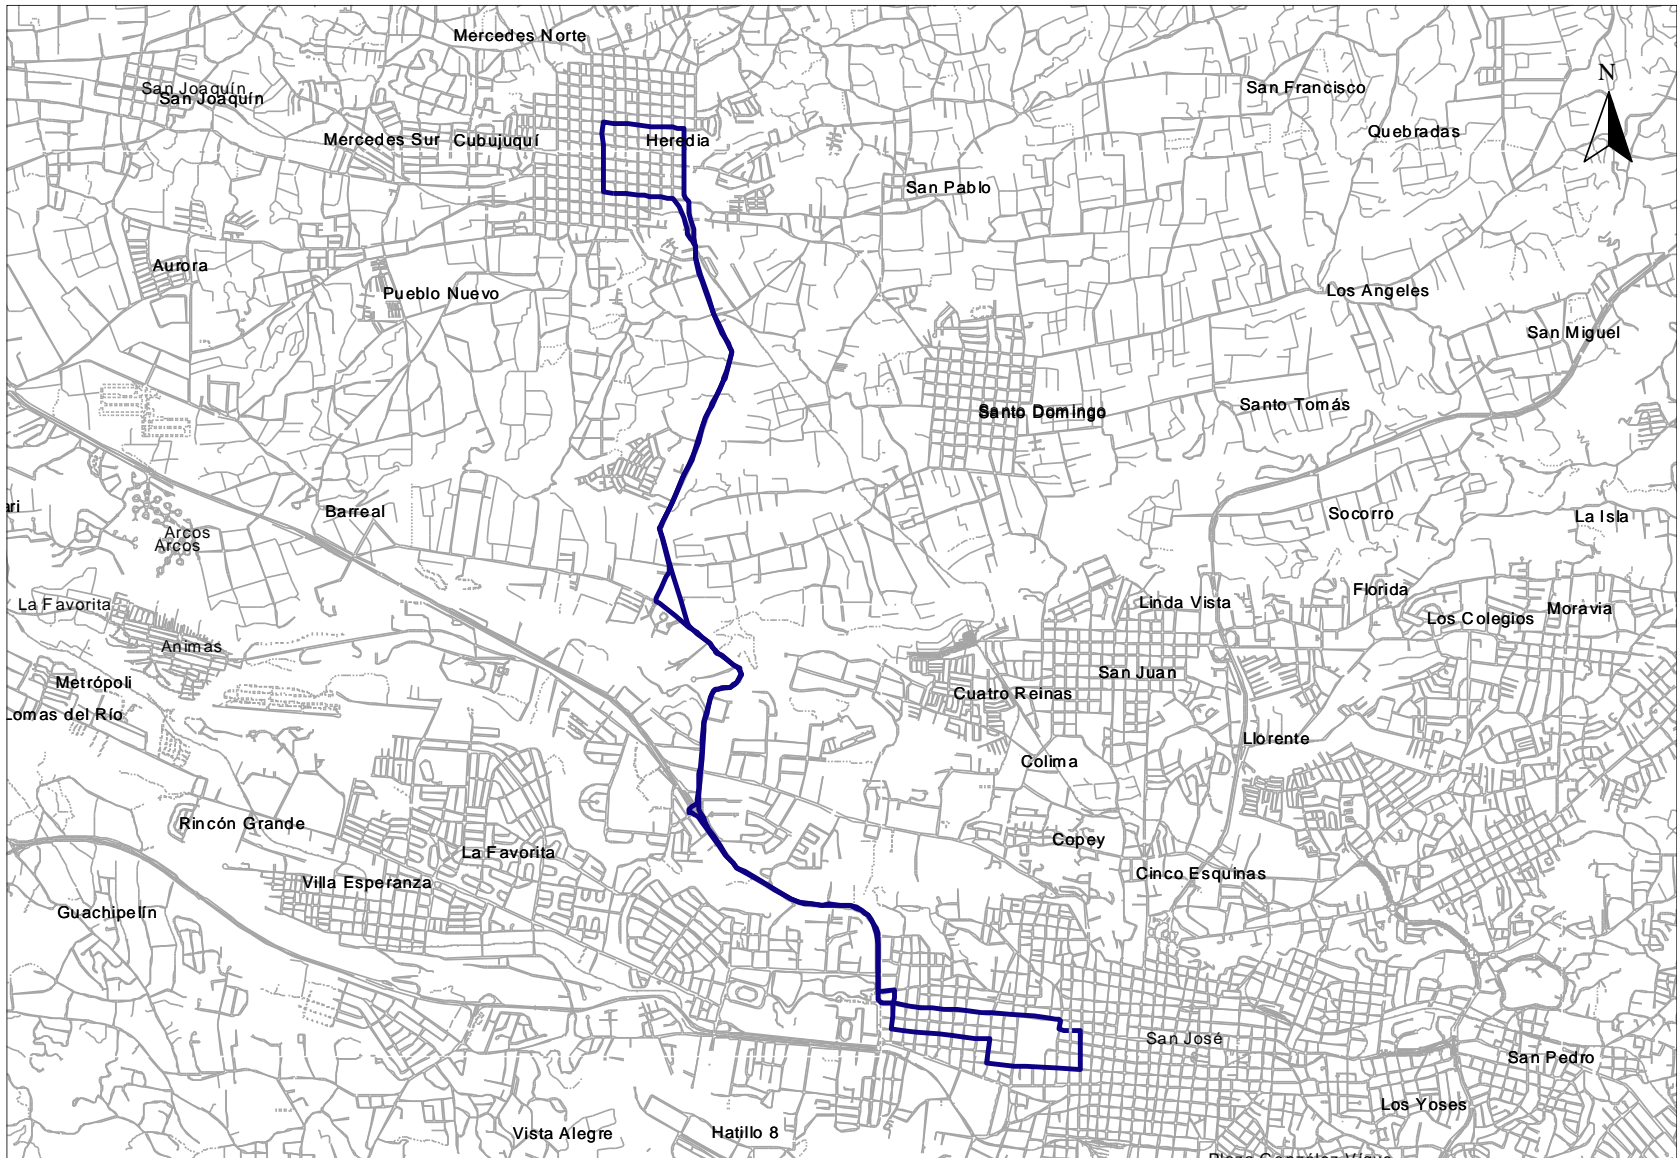 Mercedes Norte
N
San Joaquín
San Joaquín
San Francisco
Quebradas
Mercedes Sur
Cubujuquí
Heredia
San Pablo
Aurora
Pueblo Nuevo
Los Angeles
San Miguel
Santo Domingo
Santo Tomás
ari
Barreal
Socorro
La Isla
Arcos
Arcos
La Favorita
Linda Vista
Florida
Los Colegios
Moravia
Animas
San Juan
Metrópoli
Cuatro Reinas
Lomas del Río
Llorente
Colima
Rincón Grande
La Favorita
Copey
Villa Esperanza
Cinco Esquinas
Guachipelín
San José
San Pedro
Los Yoses
Vista Alegre
Hatillo 8